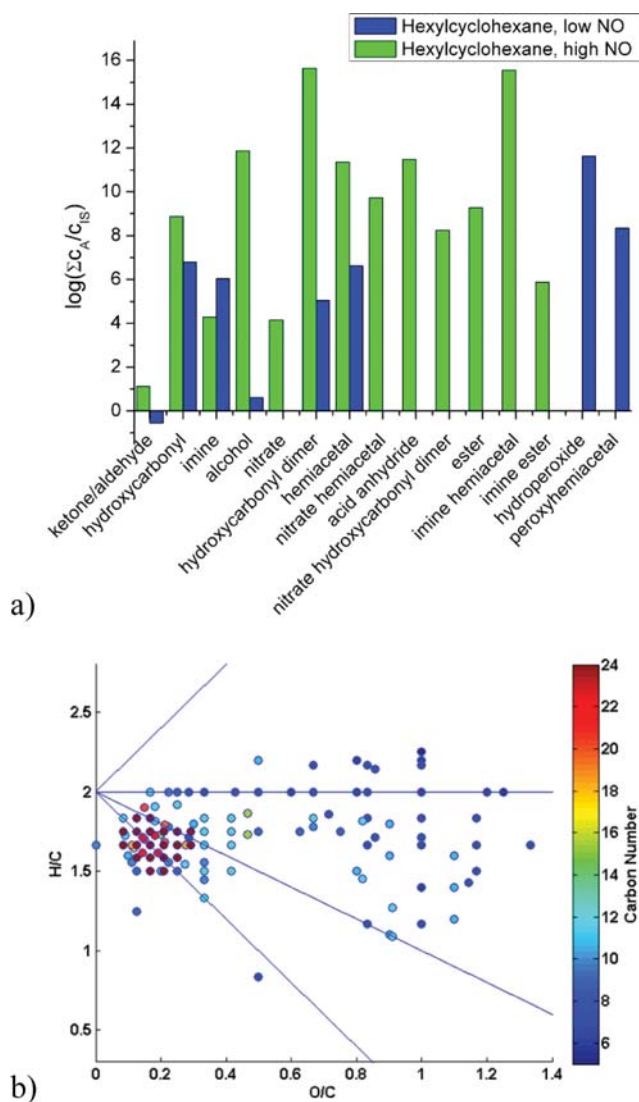 Hexylcyclohexane, low NO
Hexylcyclohexane, high NO
16
14
12
10
8
6
4
2
0
log(Σc_A/c_IS)
ketone/aldehyde
hydroxycarbonyl
imine
alcohol
nitrate
hydroxycarbonyl dimer
hemiacetal
nitrate hemiacetal
acid anhydride
nitrate hydroxycarbonyl dimer
ester
imine hemiacetal
imine ester
hydroperoxide
peroxyhemiacetal
a)
2.5
2
1.5
1
0.5
H/C
0 0.2 0.4 0.6 0.8 1 1.2 1.4
O/C
24
22
20
18
16
14
12
10
8
6
Carbon Number
b)